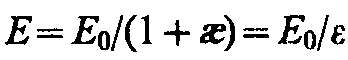 E = E₀/(1 + æ) = E₀/ε